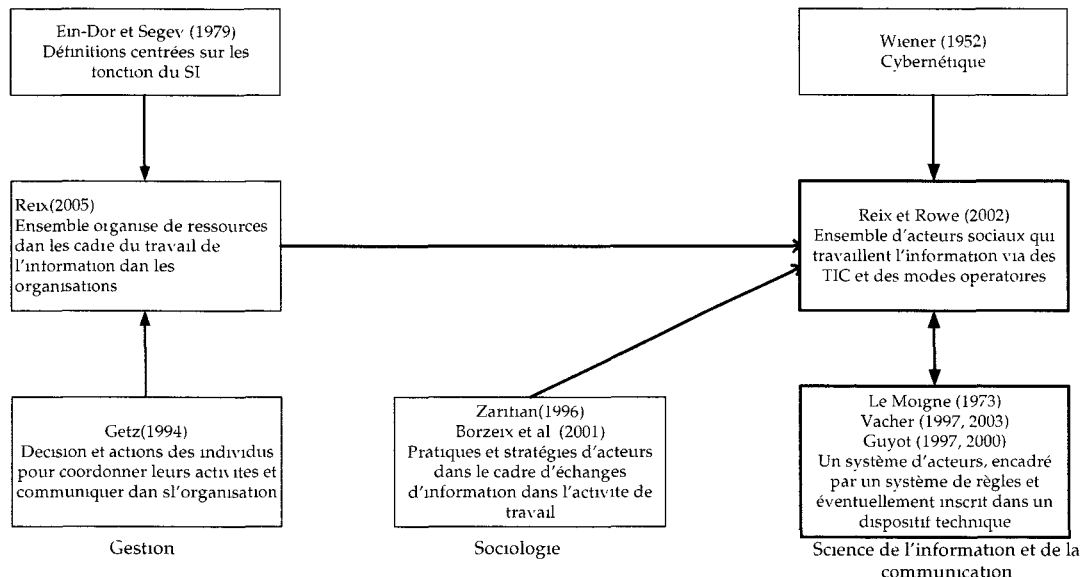 Ein-Dor et Segev (1979)
Définitions centrées sur les
fonction du SI
Wiener (1952)
Cybernétique
Reix(2005)
Ensemble organise de ressources
dan les cadre du travail de
l'information dan les
organisations
Reix et Rowe (2002)
Ensemble d'acteurs sociaux qui
travaillent l'information via des
TIC et des modes operatoires
Getz(1994)
Decision et actions des individus
pour coordonner leurs activites et
communiquer dan sl'organisation
Zarifian(1996)
Borzeix et al (2001)
Pratiques et stratégies d'acteurs
dans le cadre d'échanges
d'information dans l'activite de
travail
Le Moigne (1973)
Vacher (1997, 2003)
Guyot (1997, 2000)
Un système d'acteurs, encadré
par un système de règles et
éventuellement inscrit dans un
dispositif technique
Gestion
Sociologie
Science de l'information et de la
communication